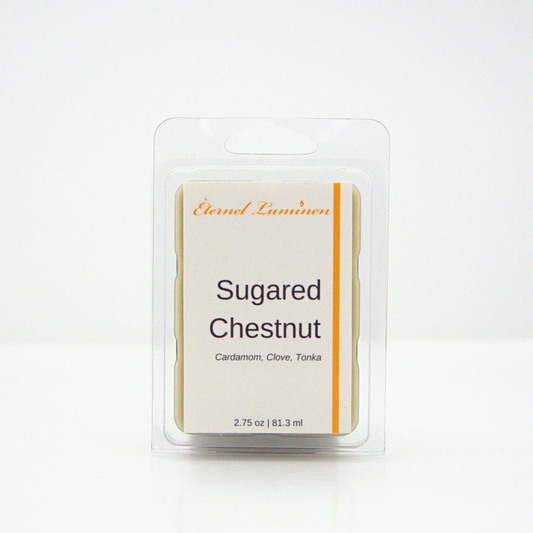 Èternel Luminen
Sugared
Chestnut
Cardamom, Clove, Tonka
2.75 oz | 81.3 ml